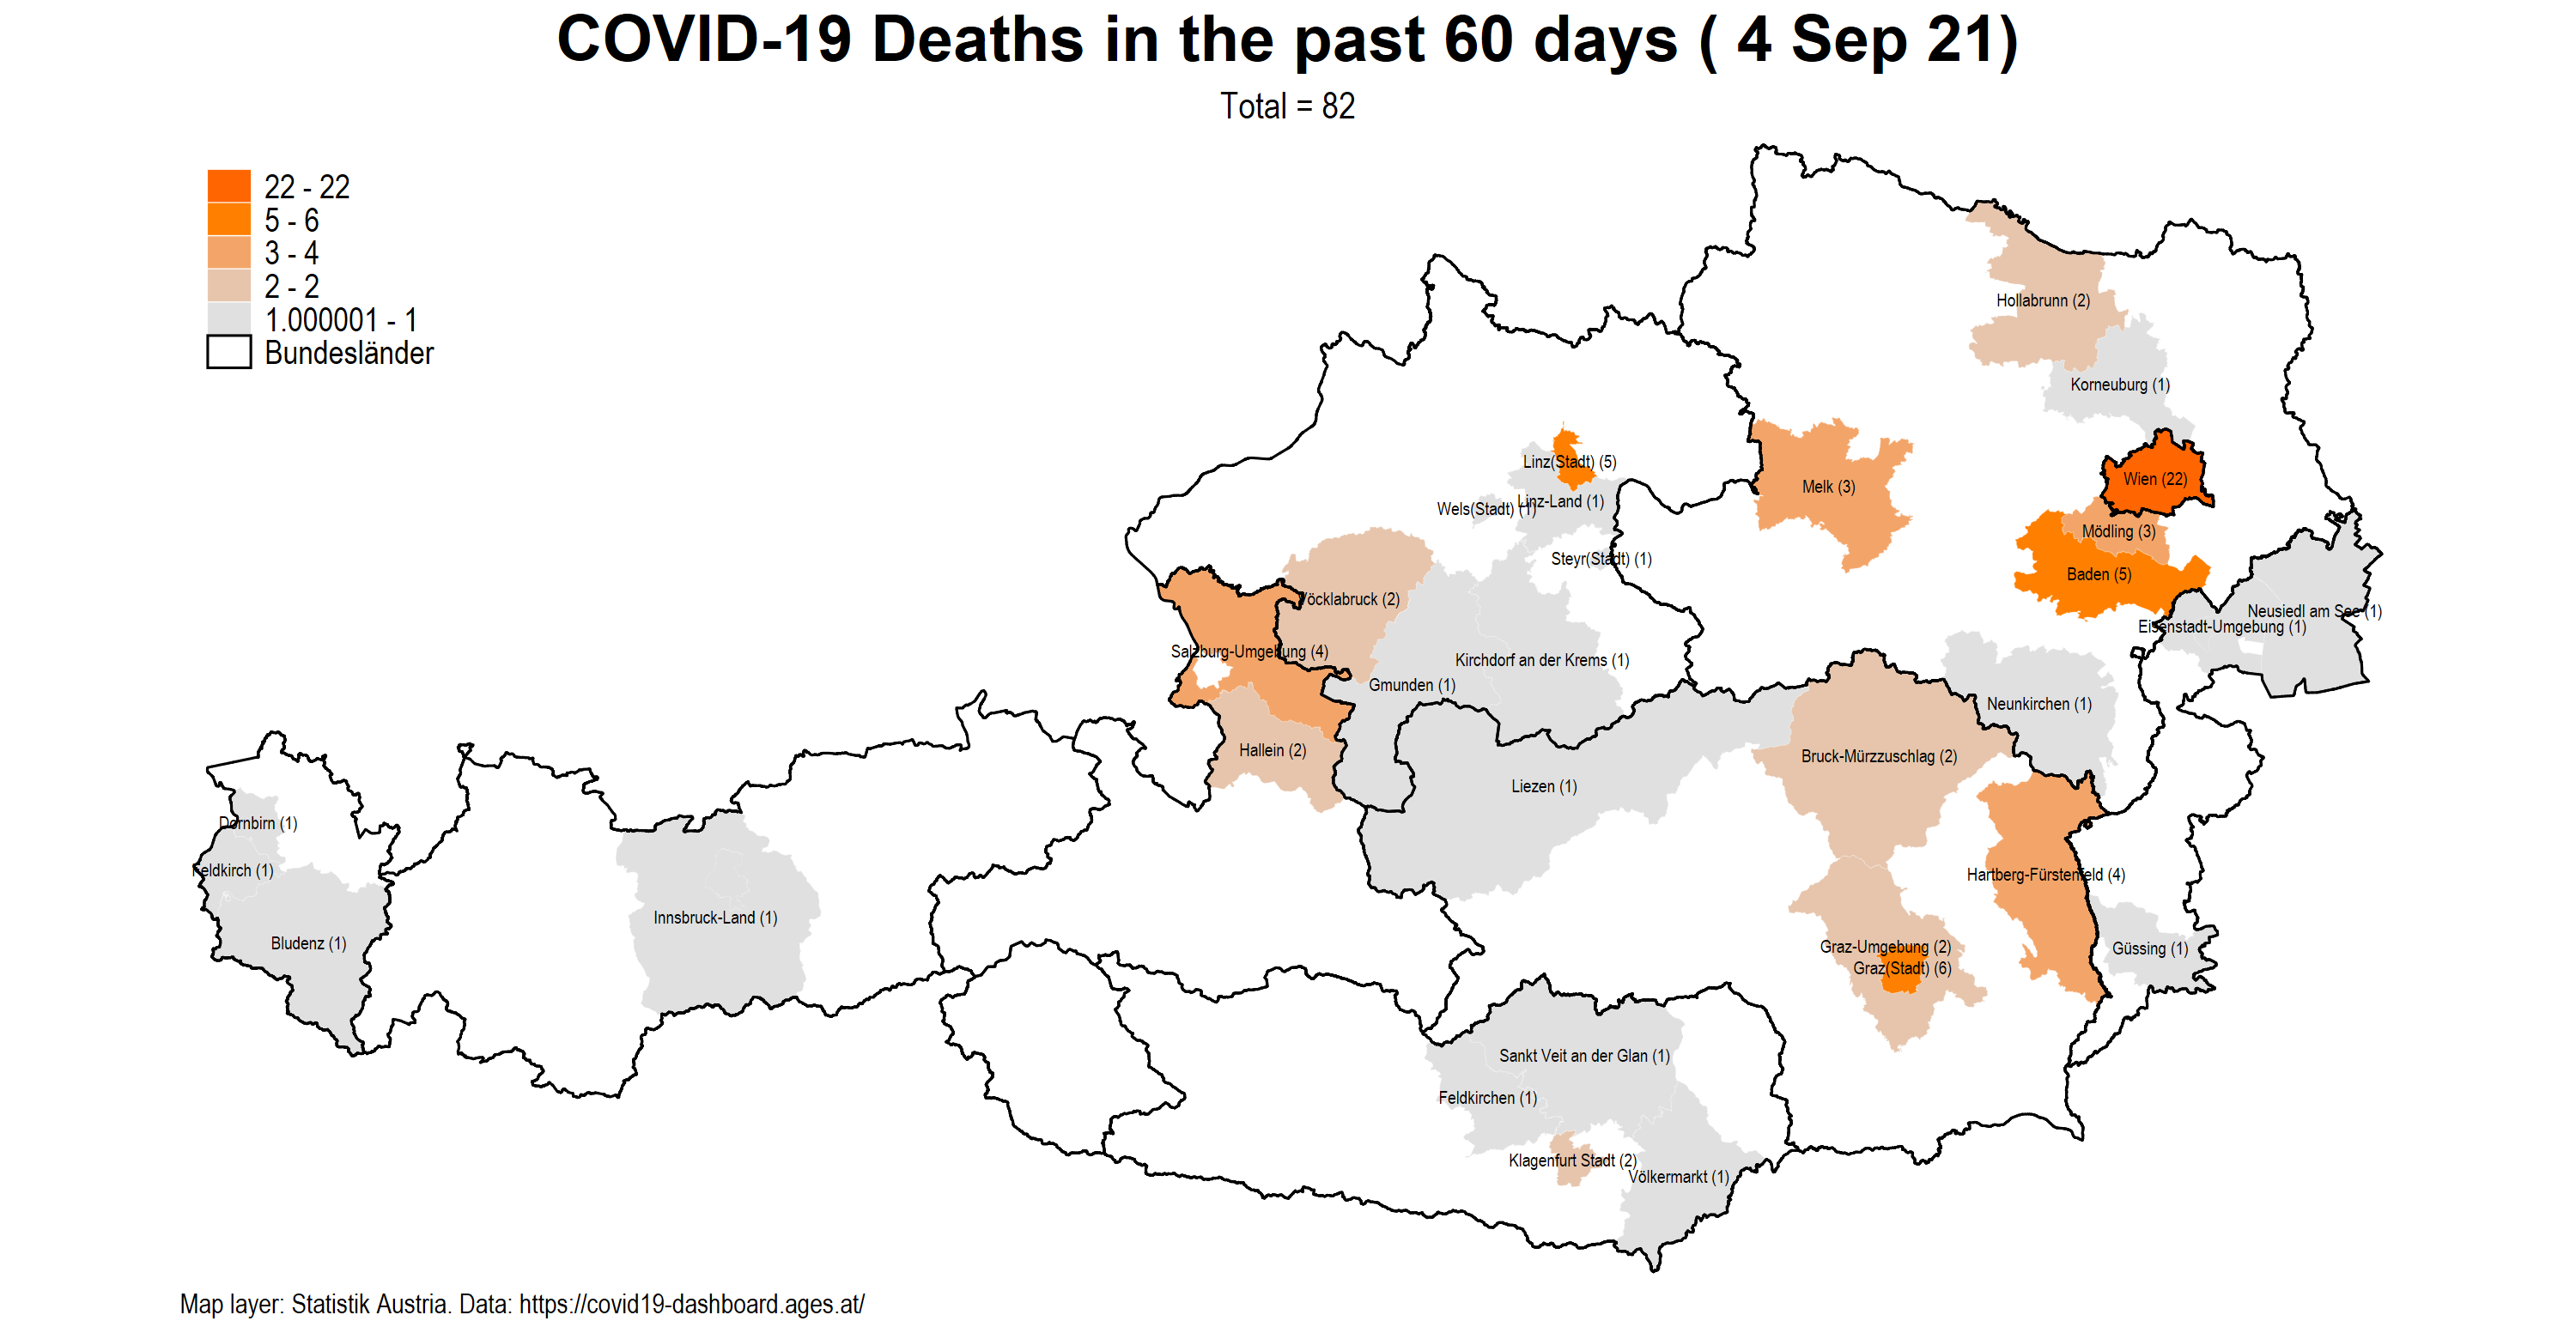 COVID-19 Deaths in the past 60 days ( 4 Sep 21)
Total = 82
22 - 22
5 - 6
3 - 4
2 - 2
1.000001 - 1
Bundesländer
Hollabrunn (2)
Korneuburg (1)
Linz(Stadt) (5)
Wien (22)
Melk (3)
Linz-Land (1)
Wels(Stadt) (1)
Mödling (3)
Steyr(Stadt) (1)
Baden (5)
Vöcklabruck (2)
Neusiedl am See (1)
Eisenstadt-Umgebung (1)
Salzburg-Umgebung (4)
Kirchdorf an der Krems (1)
Gmunden (1)
Neunkirchen (1)
Hallein (2)
Bruck-Mürzzuschlag (2)
Liezen (1)
Dornbirn (1)
Feldkirch (1)
Hartberg-Fürstenfeld (4)
Innsbruck-Land (1)
Bludenz (1)
Graz-Umgebung (2)
Güssing (1)
Graz(Stadt) (6)
Sankt Veit an der Glan (1)
Feldkirchen (1)
Klagenfurt Stadt (2)
Völkermarkt (1)
Map layer: Statistik Austria. Data: https://covid19-dashboard.ages.at/